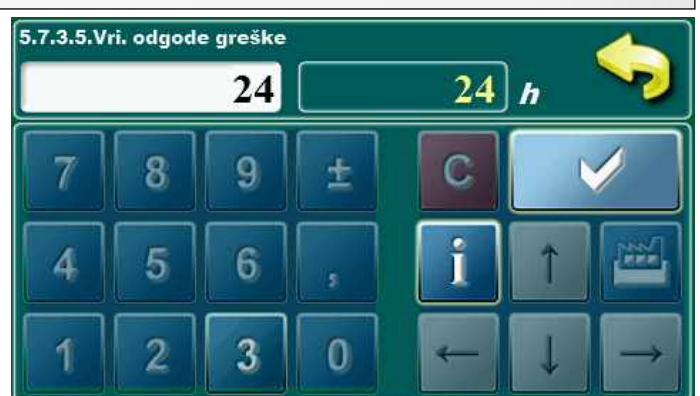 5.7.3.5.Vri. odgode greške
24 24 h
7 8 9 ± C
4 5 6 , i ↑
1 2 3 0 ← ↓ →